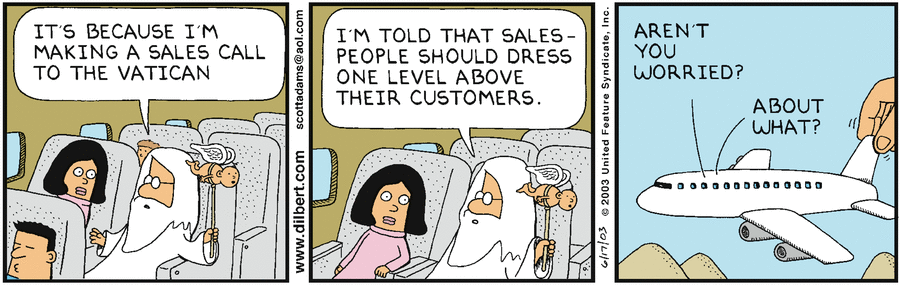 IT'S BECAUSE I'M
MAKING A SALES CALL
TO THE VATICAN
scottadams@aol.com
www.dilbert.com
I'M TOLD THAT SALES-
PEOPLE SHOULD DRESS
ONE LEVEL ABOVE
THEIR CUSTOMERS.
6/17/03 © 2003 United Feature Syndicate, Inc.
AREN'T
YOU
WORRIED?
ABOUT
WHAT?